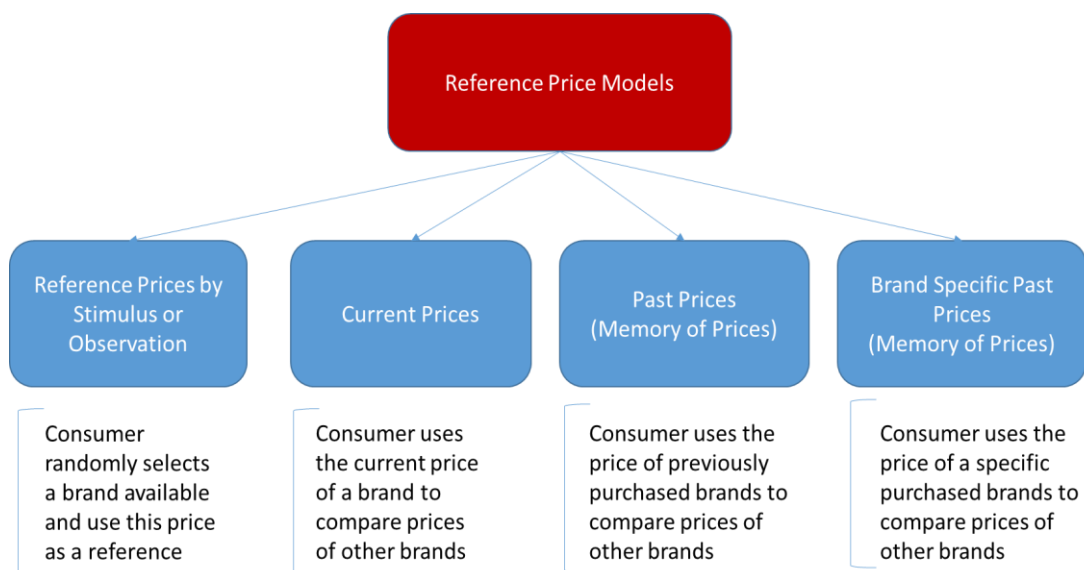 Reference Price Models
Reference Prices by
Stimulus or
Observation
Current Prices
Past Prices
(Memory of Prices)
Brand Specific Past
Prices
(Memory of Prices)
Consumer
randomly selects
a brand available
and use this price
as a reference
Consumer uses
the current price
of a brand to
compare prices
of other brands
Consumer uses the
price of previously
purchased brands to
compare prices of
other brands
Consumer uses the
price of a specific
purchased brands to
compare prices of
other brands